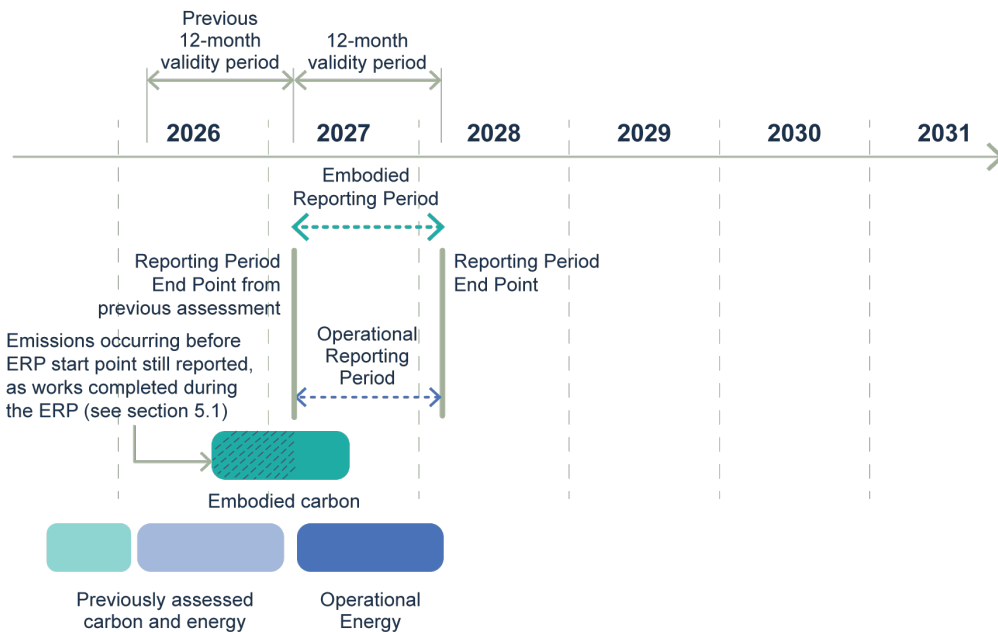 Previous
12-month
validity period
12-month
validity period
2026
2027
2028
2029
2030
2031
Embodied
Reporting Period
Reporting Period
End Point from
previous assessment
Reporting Period
End Point
Operational
Reporting
Period
Emissions occurring before
ERP start point still reported,
as works completed during
the ERP (see section 5.1)
Embodied carbon
Previously assessed
carbon and energy
Operational
Energy